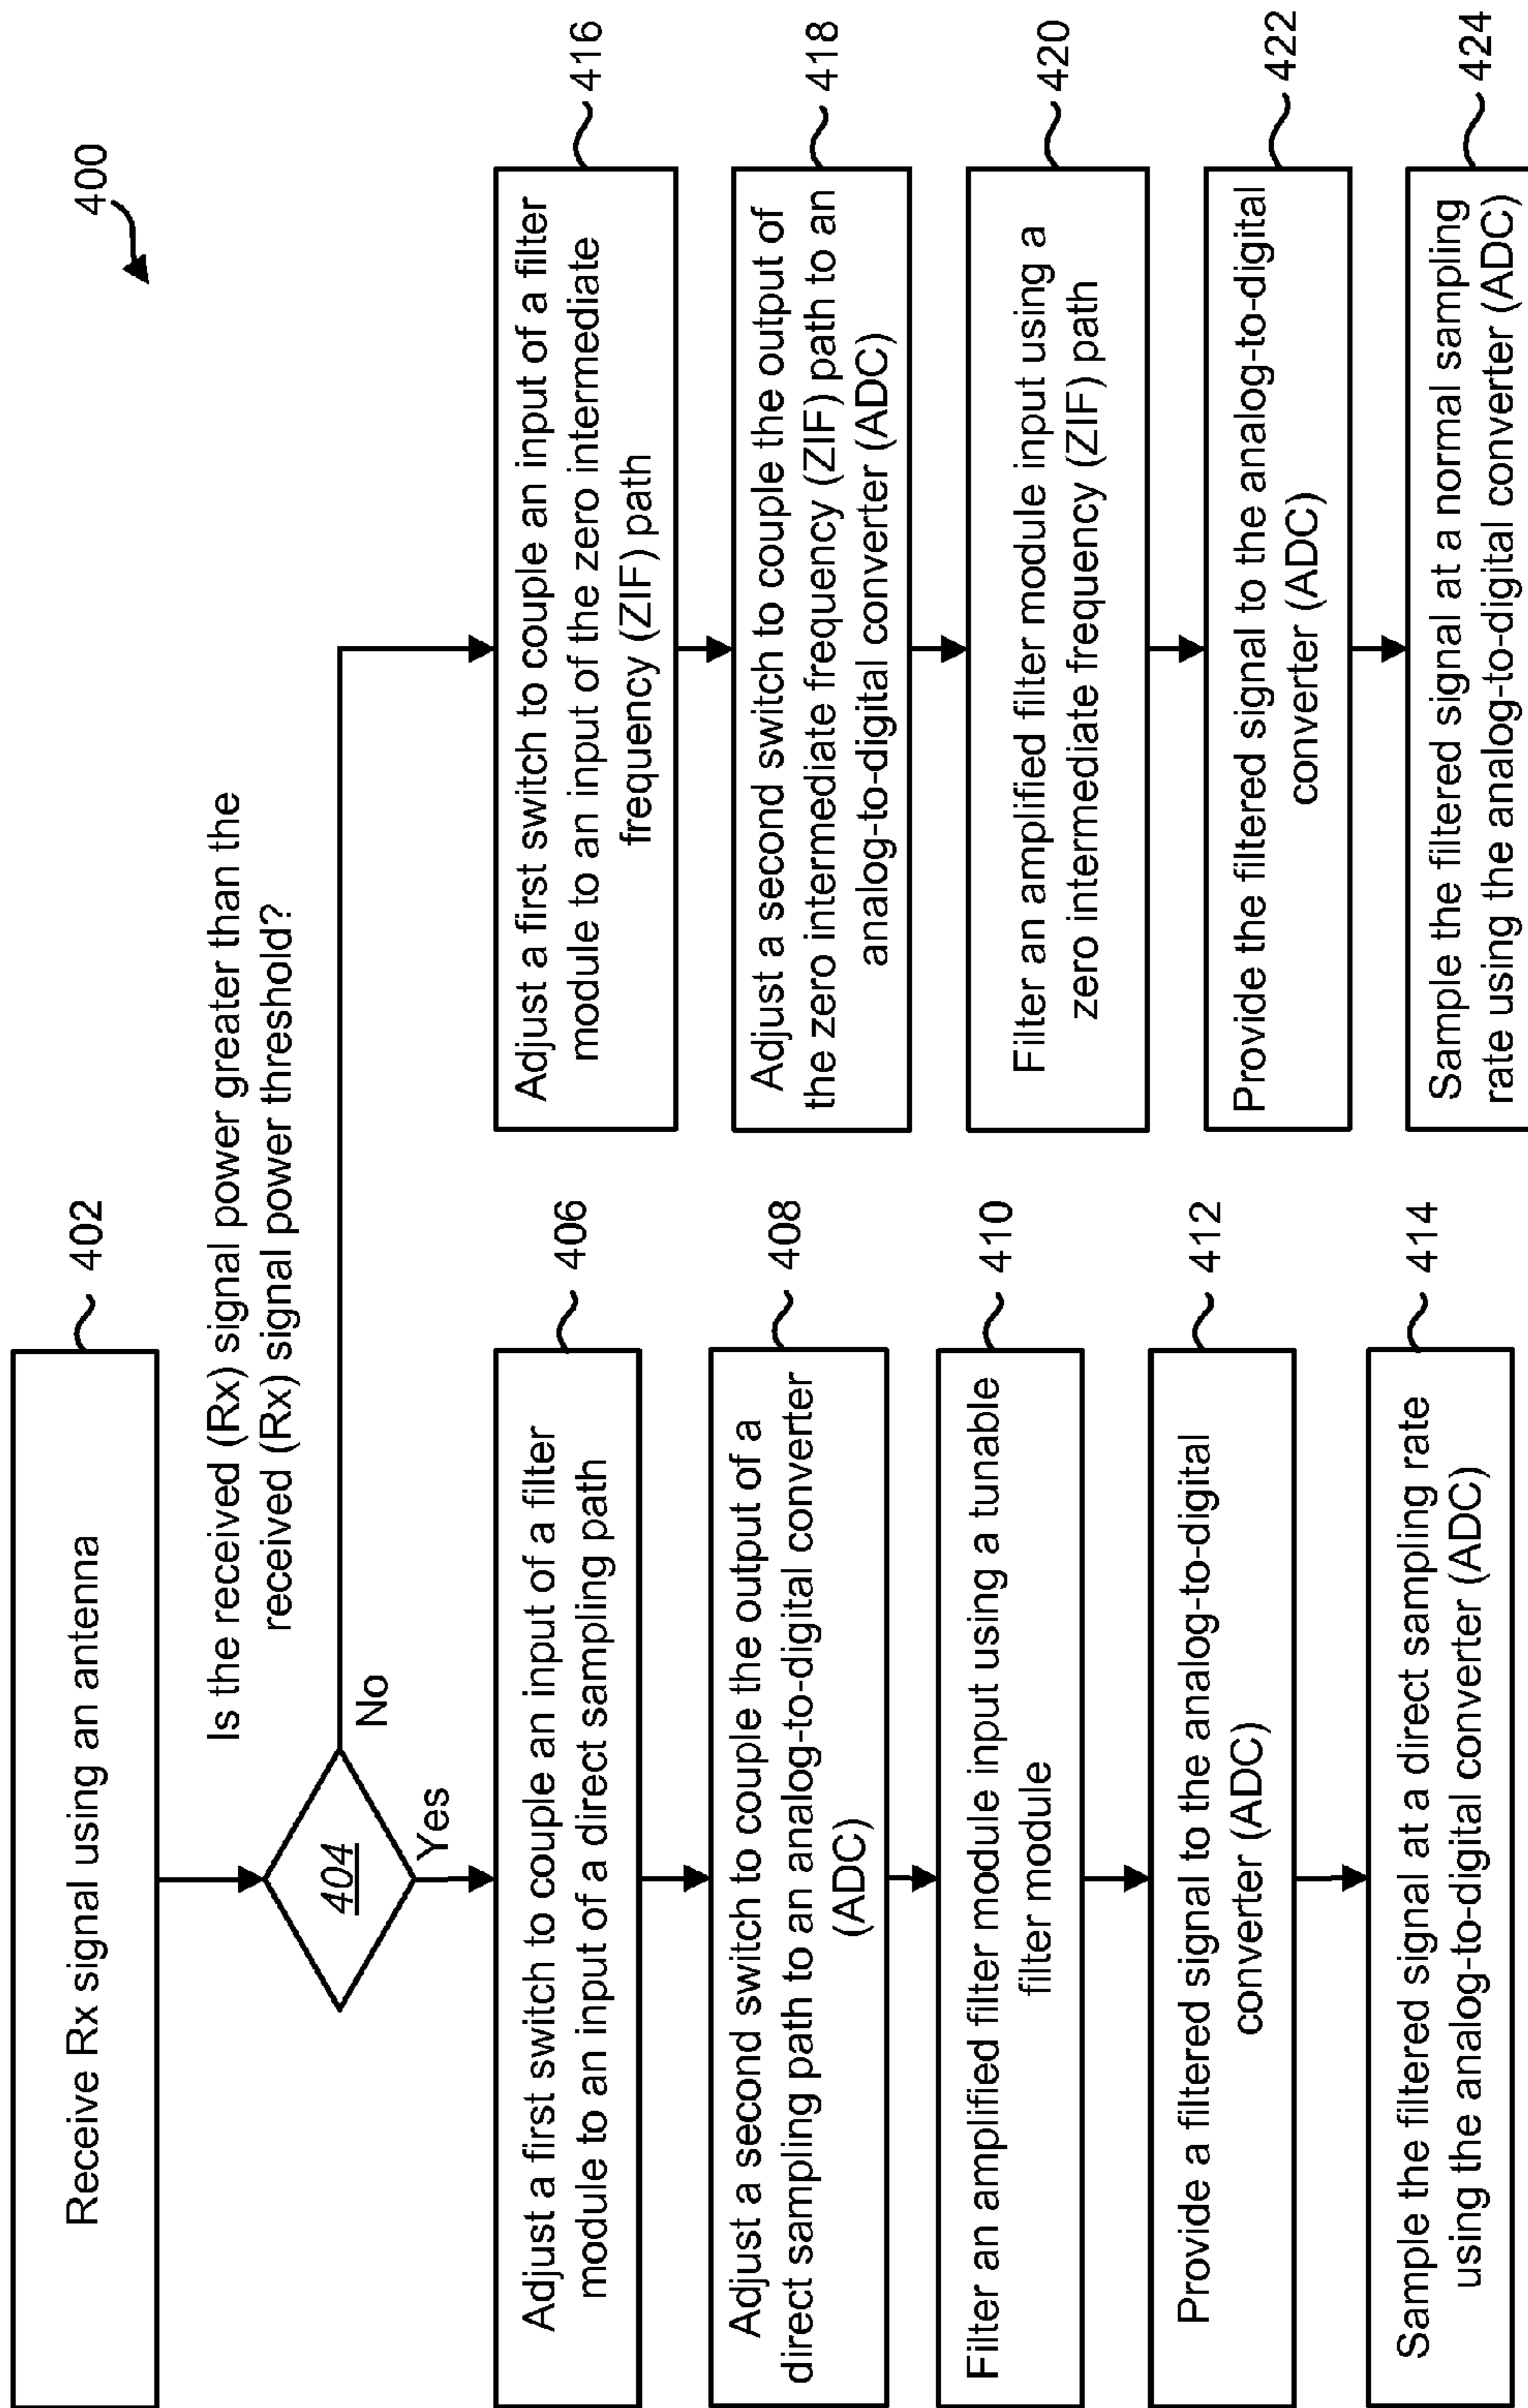 400
Receive Rx signal using an antenna
402
Is the received (Rx) signal power greater than the
received (Rx) signal power threshold?
404
No
Yes
Adjust a first switch to couple an input of a filter
module to an input of a direct sampling path
406
Adjust a second switch to couple the output of a
direct sampling path to an analog-to-digital converter
(ADC)
408
Filter an amplified filter module input using a tunable
filter module
410
Provide a filtered signal to the analog-to-digital
converter (ADC)
412
Sample the filtered signal at a direct sampling rate
using the analog-to-digital converter (ADC)
414
Adjust a first switch to couple an input of a filter
module to an input of the zero intermediate
frequency (ZIF) path
416
Adjust a second switch to couple the output of
the zero intermediate frequency (ZIF) path to an
analog-to-digital converter (ADC)
418
Filter an amplified filter module input using a
zero intermediate frequency (ZIF) path
420
Provide the filtered signal to the analog-to-digital
converter (ADC)
422
Sample the filtered signal at a normal sampling
rate using the analog-to-digital converter (ADC)
424